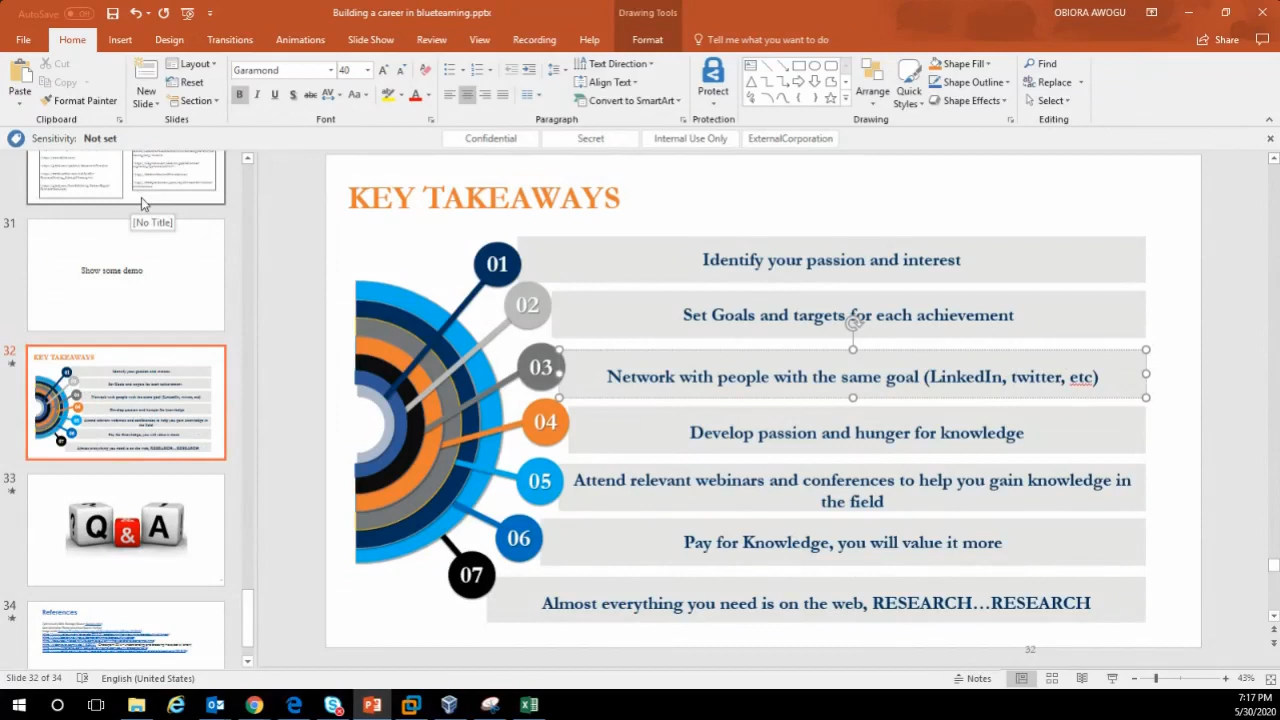 AutoSave Off
Building a career in blueteaming.pptx
Drawing Tools
OBIORA AWOGU
File Home Insert Design Transitions Animations Slide Show Review View Recording Help Format Tell me what you want to do Share
Paste
Cut
Copy
Format Painter
Clipboard
New Slide
Layout
Reset
Section
Slides
Garamond 40
Font
Text Direction
Align Text
Convert to SmartArt
Paragraph
Protect
Protection
Arrange
Quick Styles
Shape Fill
Shape Outline
Shape Effects
Drawing
Find
Replace
Select
Editing
Sensitivity: Not set
Confidential Secret Internal Use Only ExternalCorporation
[No Title]
31
Show some demo
32
KEY TAKEAWAYS
33
Q & A
34
References
KEY TAKEAWAYS
01 Identify your passion and interest
02 Set Goals and targets for each achievement
03 Network with people with the same goal (LinkedIn, twitter, etc)
04 Develop passion and hunger for knowledge
05 Attend relevant webinars and conferences to help you gain knowledge in
the field
06 Pay for Knowledge, you will value it more
07 Almost everything you need is on the web, RESEARCH…RESEARCH
32
Slide 32 of 34 English (United States) Notes 43%
7:17 PM
5/30/2020